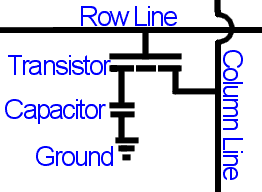 Row Line
Transistor
Column Line
Capacitor
Ground